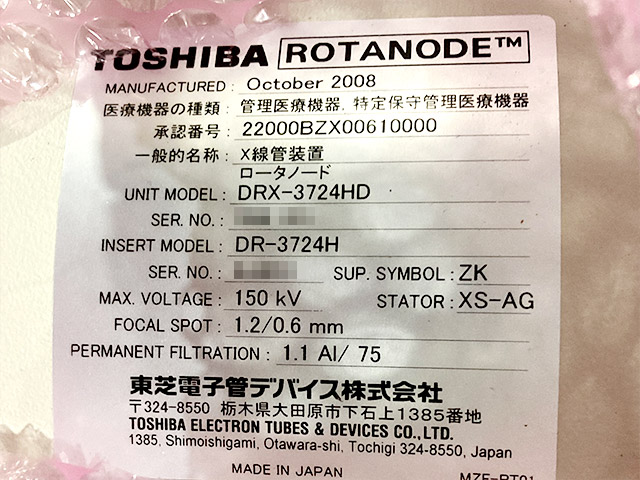 TOSHIBA ROTANODE™
MANUFACTURED : October 2008
医療機器の種類 : 管理医療機器, 特定保守管理医療機器
承認番号 : 22000BZX00610000
一般的名称 : X線管装置
ロータノード
UNIT MODEL : DRX-3724HD
SER. NO. :
INSERT MODEL : DR-3724H
SER. NO. : SUP. SYMBOL : ZK
MAX. VOLTAGE : 150 kV STATOR : XS-AG
FOCAL SPOT : 1.2/0.6 mm
PERMANENT FILTRATION : 1.1 Al/ 75
東芝電子管デバイス株式会社
〒324-8550 栃木県大田原市下石上1385番地
TOSHIBA ELECTRON TUBES & DEVICES CO., LTD.
1385, Shimoishigami, Otawara-shi, Tochigi 324-8550, Japan
MADE IN JAPAN